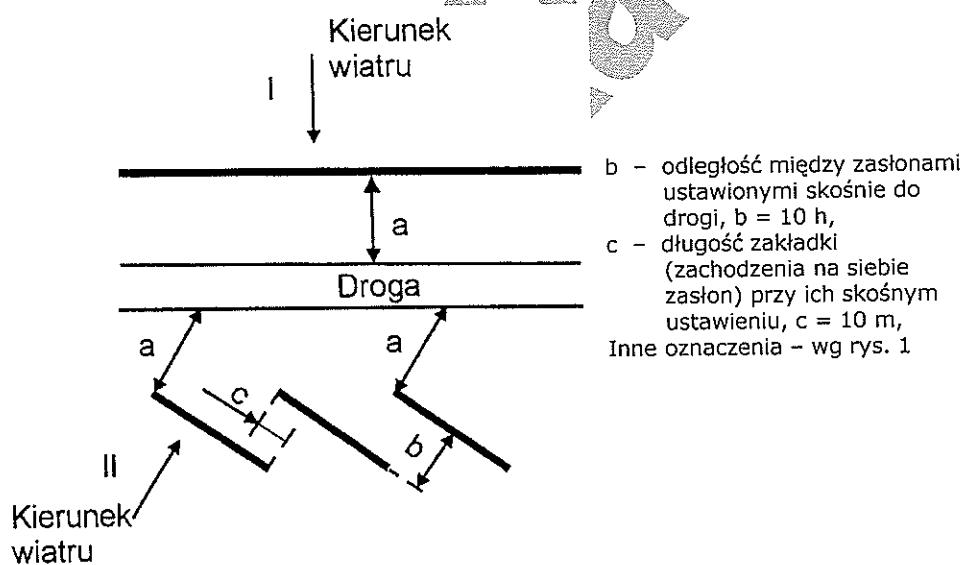 Kierunek
wiatru
I
a
Droga
a
a
c
b
II
Kierunek
wiatru
b – odległość między zasłonami
ustawionymi skośnie do
drogi, b = 10 h,
c – długość zakładki
(zachodzenia na siebie
zasłon) przy ich skośnym
ustawieniu, c = 10 m,
Inne oznaczenia – wg rys. 1